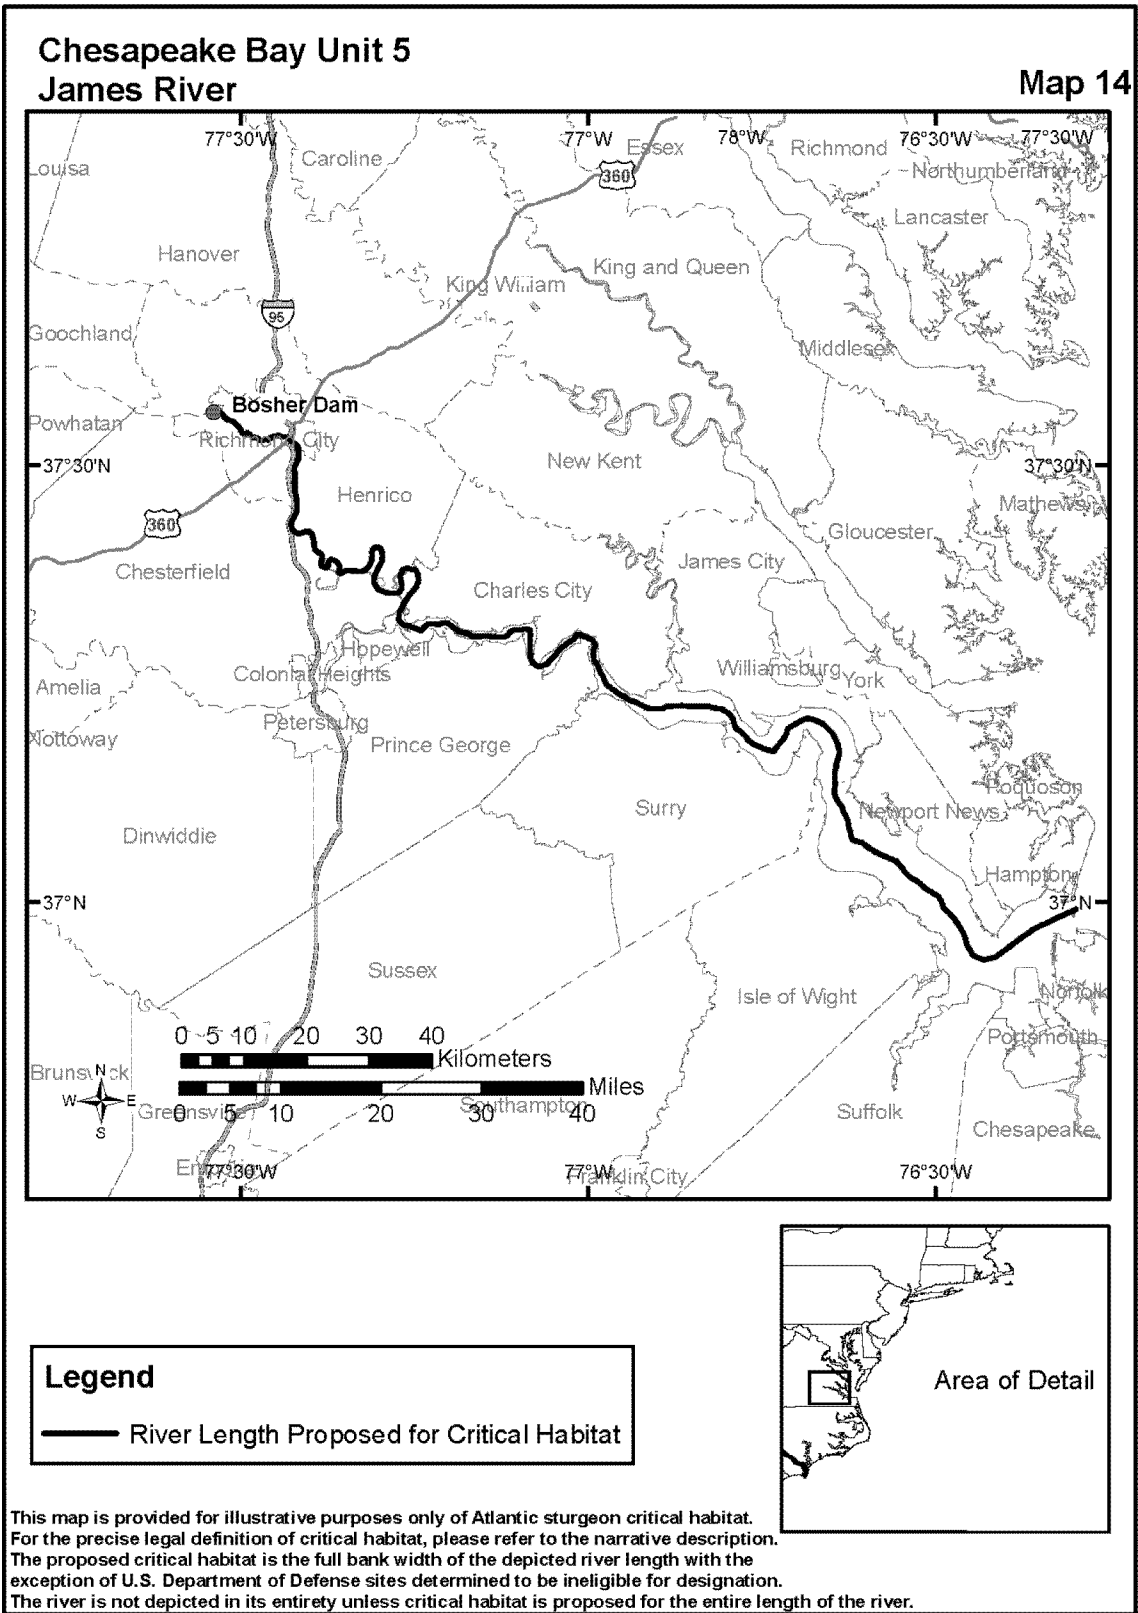 Chesapeake Bay Unit 5
James River
Map 14
77°30'W
77°W
78°W
76°30'W
77°30'W
Caroline
Essex
Richmond
Louisa
360
Northumberland
Lancaster
Hanover
King and Queen
King William
95
Goochland
Middlesex
Bosher Dam
Powhatan
Richmond City
37°30'N
New Kent
37°30'N
Henrico
Mathews
360
Gloucester
Chesterfield
James City
Charles City
Hopewell
Williamsburg
Colonial Heights
York
Amelia
Petersburg
Nottoway
Prince George
Poquoson
Surry
Newport News
Dinwiddie
Hampton
37°N
37°N
Sussex
Isle of Wight
Norfolk
0 5 10 20 30 40
Portsmouth
Kilometers
Brunswick
N
W E
S
Miles
Greensville
0 5 10 20 30 40
Southampton
Suffolk
Chesapeake
77°30'W
77°W
76°30'W
Franklin City
Area of Detail
Legend
River Length Proposed for Critical Habitat
This map is provided for illustrative purposes only of Atlantic sturgeon critical habitat.
For the precise legal definition of critical habitat, please refer to the narrative description.
The proposed critical habitat is the full bank width of the depicted river length with the
exception of U.S. Department of Defense sites determined to be ineligible for designation.
The river is not depicted in its entirety unless critical habitat is proposed for the entire length of the river.